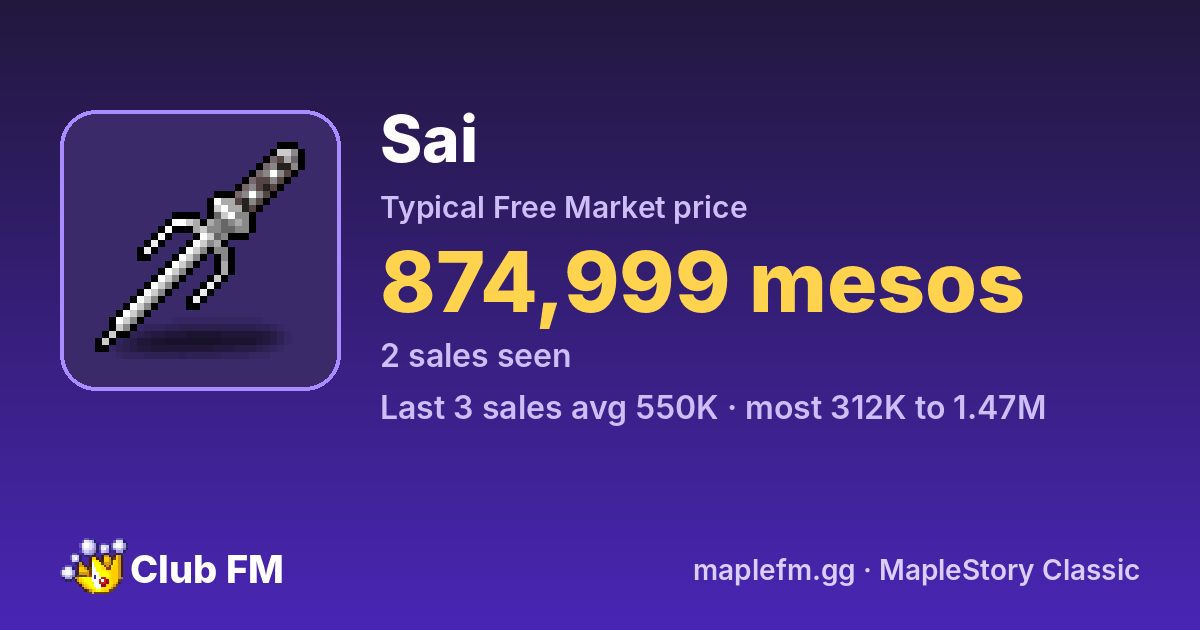 Sai
Typical Free Market price
874,999 mesos
2 sales seen
Last 3 sales avg 550K · most 312K to 1.47M
Club FM
maplefm.gg · MapleStory Classic